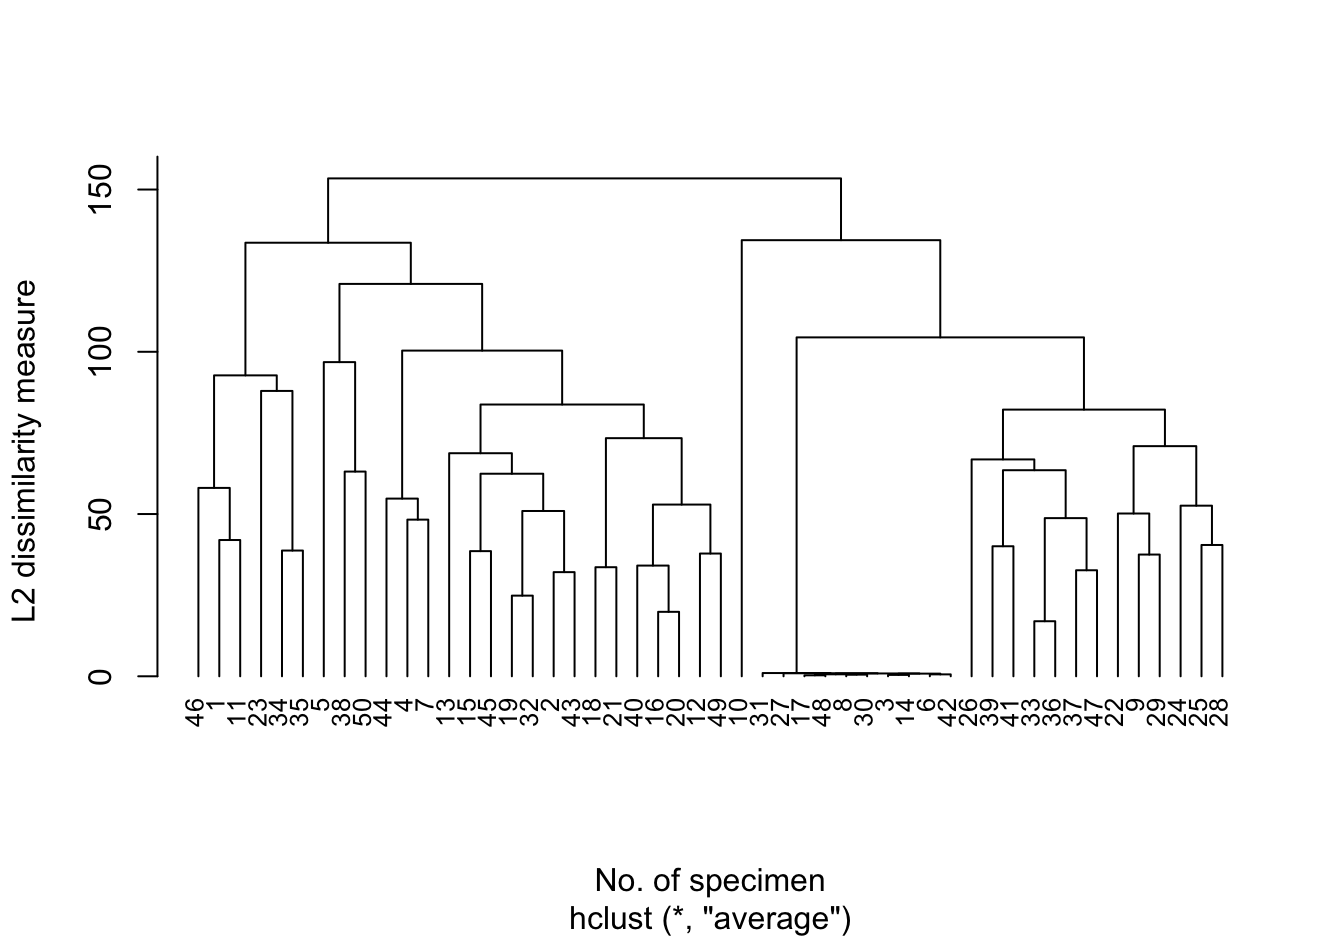 150
100
50
0
L2 dissimilarity measure
46 1 11 23 34 35 5 38 50 44 4 7 13 15 45 19 32 2 43 18 21 40 16 20 12 49 10 31 27 17 48 8 30 3 14 6 42 26 39 41 33 36 37 47 22 9 29 24 25 28
No. of specimen
hclust (*, "average")